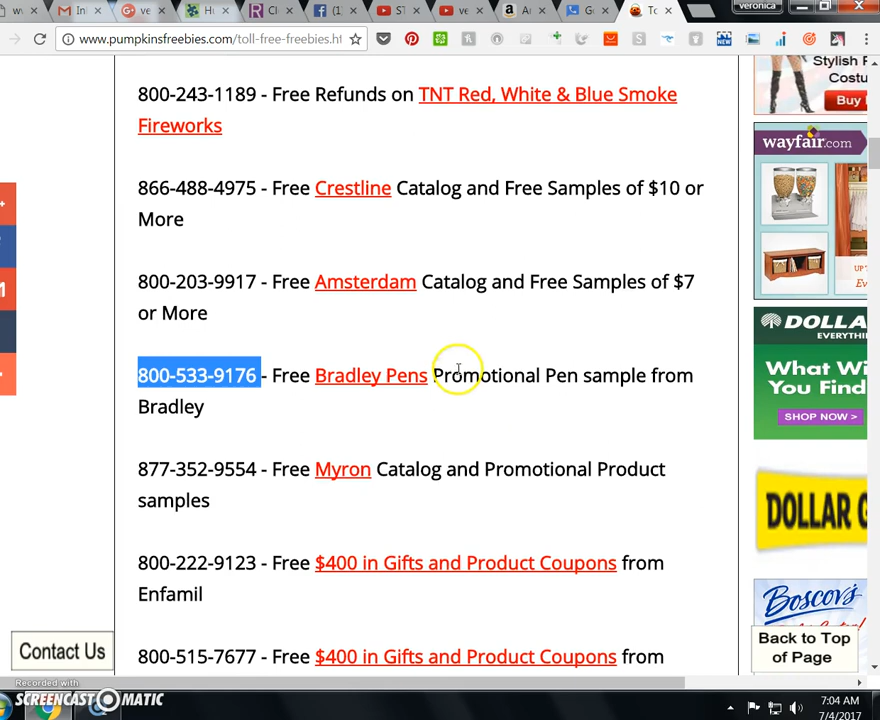 veronica
www.pumpkinsfreebies.com/toll-free-freebies.ht
800-243-1189 - Free Refunds on TNT Red, White & Blue Smoke
Fireworks
866-488-4975 - Free Crestline Catalog and Free Samples of $10 or
More
800-203-9917 - Free Amsterdam Catalog and Free Samples of $7
or More
800-533-9176 - Free Bradley Pens Promotional Pen sample from
Bradley
877-352-9554 - Free Myron Catalog and Promotional Product
samples
800-222-9123 - Free $400 in Gifts and Product Coupons from
Enfamil
800-515-7677 - Free $400 in Gifts and Product Coupons from
Stylish F
Costu
Buy
wayfair.com
UP
E
DOLLA
EVERYTHI
What Wi
You Find
SHOP NOW >
DOLLAR G
Boscov's
Back to Top
of Page
Contact Us
Recorded with
SCREENCAST MATIC
7:04 AM
7/4/2017